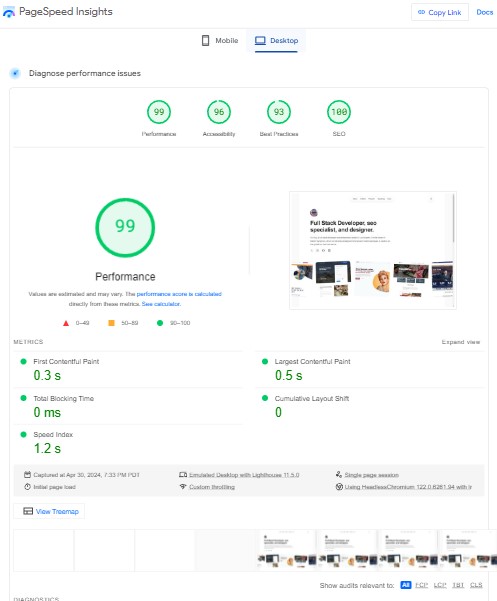 PageSpeed Insights
Copy Link
Docs
Mobile
Desktop
Diagnose performance issues
99
96
93
100
Performance
Accessibility
Best Practices
SEO
99
Performance
Values are estimated and may vary. The performance score is calculated
directly from these metrics. See calculator.
0–49
50–89
90–100
Full Stack Developer, seo
specialist, and designer.
METRICS
Expand view
First Contentful Paint
0.3 s
Largest Contentful Paint
0.5 s
Total Blocking Time
0 ms
Cumulative Layout Shift
0
Speed Index
1.2 s
Captured at Apr 30, 2024, 7:33 PM PDT
Emulated Desktop with Lighthouse 11.5.0
Single page session
Initial page load
Custom throttling
Using HeadlessChromium 122.0.6261.94 with lr
View Treemap
Show audits relevant to:
All
FCP
LCP
TBT
CLS
DIAGNOSTICS